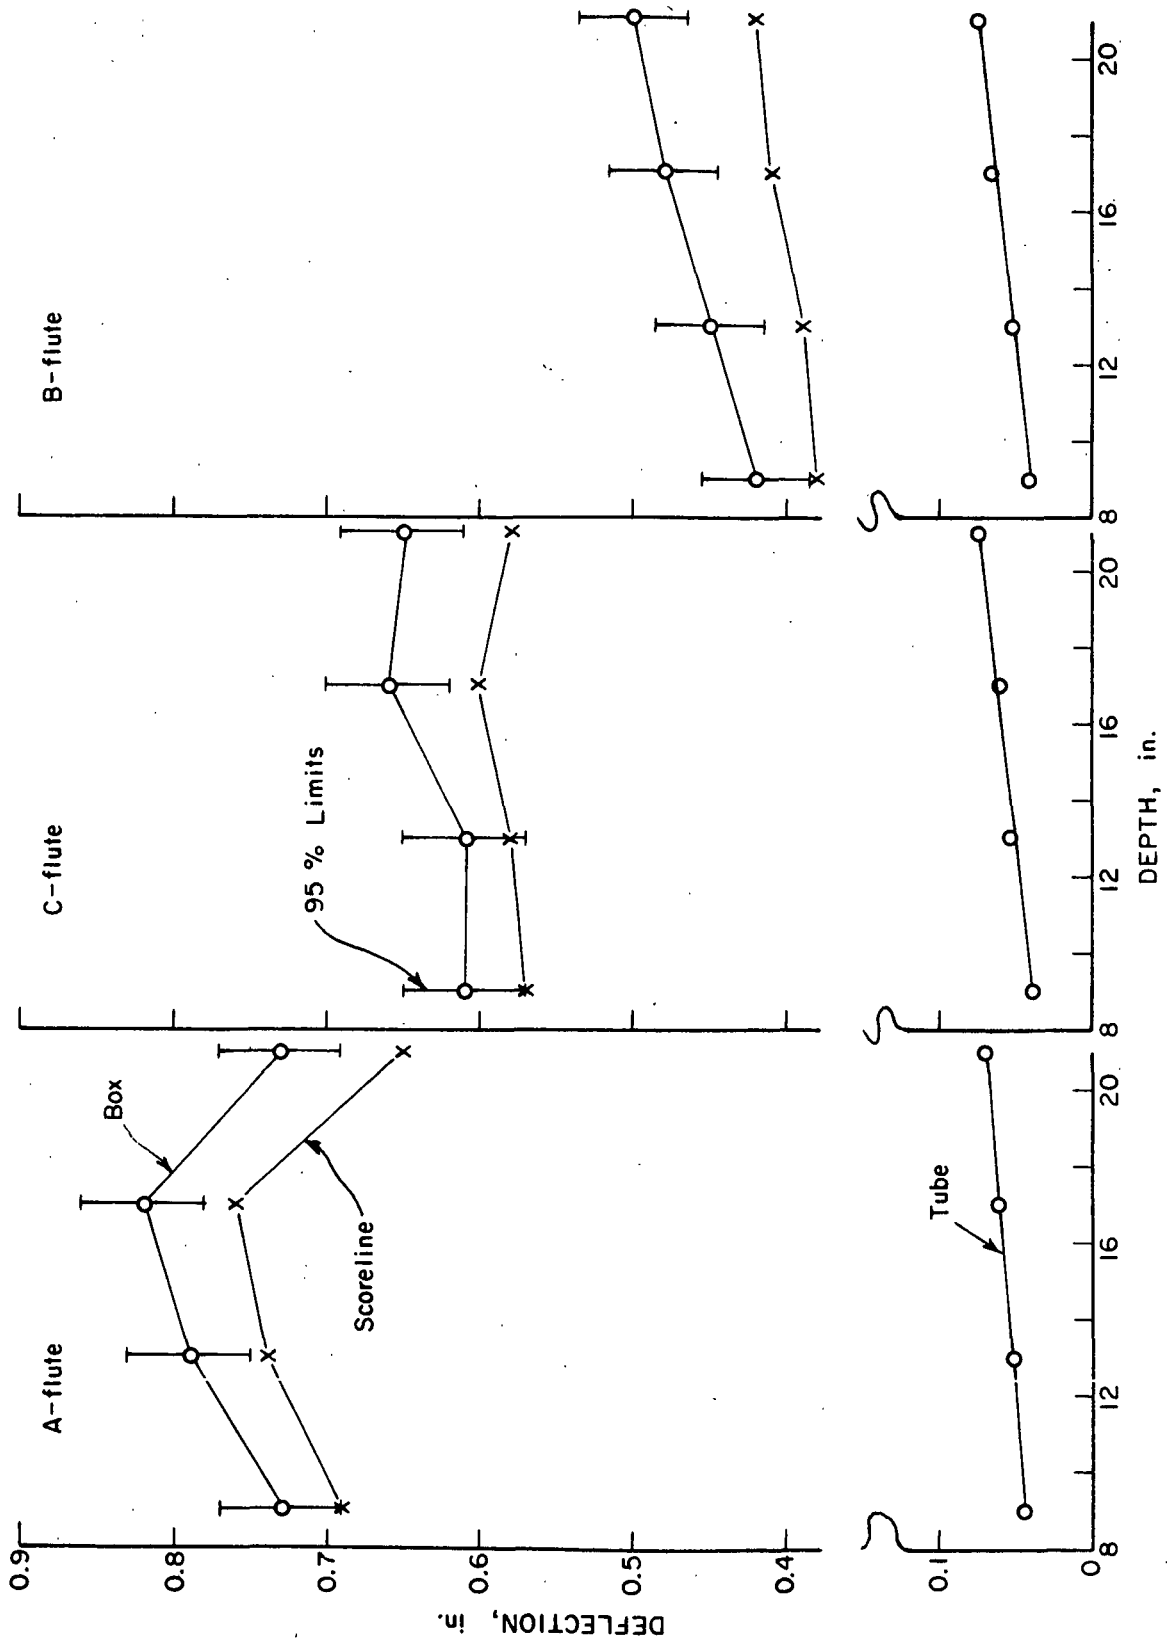 A-flute
C-flute
B-flute
Box
Scoreline
95 % Limits
Tube
DEFLECTION, in.
0.9
0.8
0.7
0.6
0.5
0.4
0.1
0
8
12
16
20
8
12
16
20
8
12
16
20
DEPTH, in.